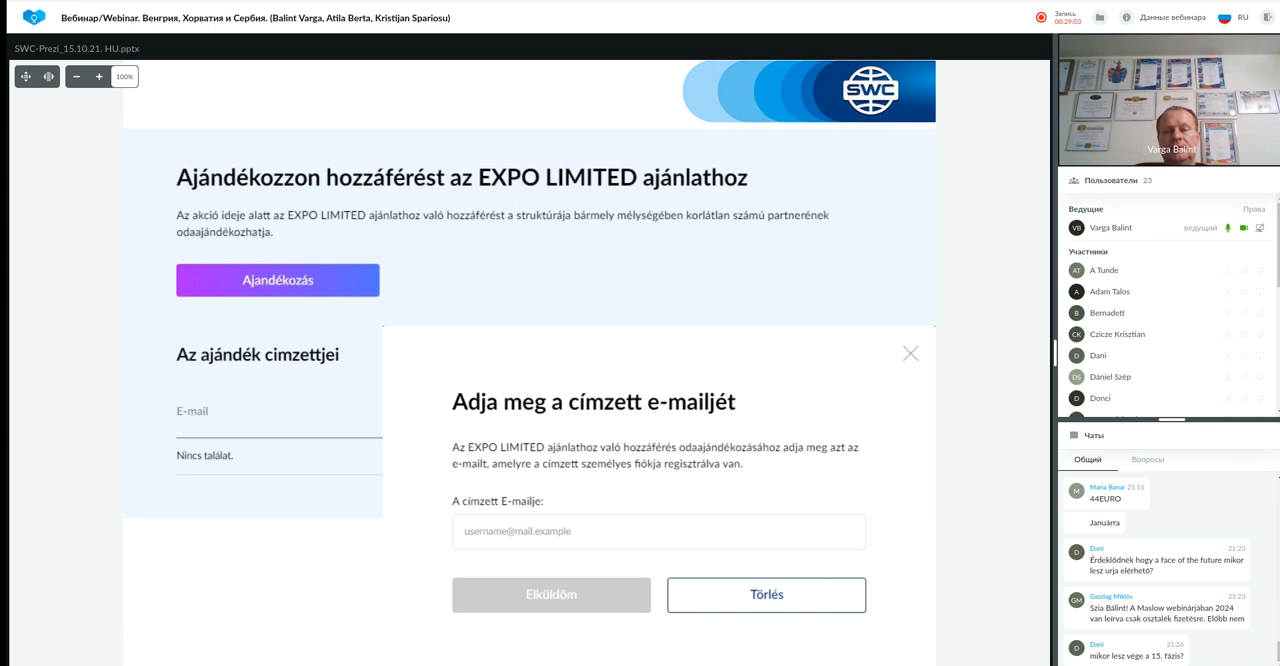 Вебинар/Webinar. Венгрия, Хорватия и Сербия. (Balint Varga, Atila Berta, Kristijan Spariosu)
Запись
00:29:03
Данные вебинара
RU
SWC-Prezi_15.10.21. HU.pptx
100%
SWC
Ajándékozzon hozzáférést az EXPO LIMITED ajánlathoz
Az akció ideje alatt az EXPO LIMITED ajánlathoz való hozzáférést a struktúrája bármely mélységében korlátlan számú partnerének
odaajándékozhatja.
Ajandékozás
Az ajándék cimzettjei
E-mail
Nincs találat.
Adja meg a címzett e-mailjét
Az EXPO LIMITED ajánlathoz való hozzáférés odaajándékozásához adja meg azt az
e-mailt, amelyre a címzett személyes fiókja regisztrálva van.
A címzett E-mailje:
username@mail.example
Elküldöm
Törlés
Varga Balint
Пользователи 23
Ведущие
Права
VB
Varga Balint
ведущий
Участники
AT
A Tunde
A
Adam Talos
B
Bernadett
CK
Czicze Krisztian
D
Dani
DS
Dániel Szép
D
Donci
Чаты
Общий
Вопросы
M
Maria Banai 21:16
44EURO
Januárra
D
Dani 21:23
Érdeklődnék hogy a face of the future mikor
lesz urja elérhető?
GM
Gazdag Miklós 21:23
Szia Bálint! A Maslow webinárjában 2024
van leírva csak osztalék fizetésre. Előbb nem
D
Dani 21:26
mikor lesz vége a 15. fázis?